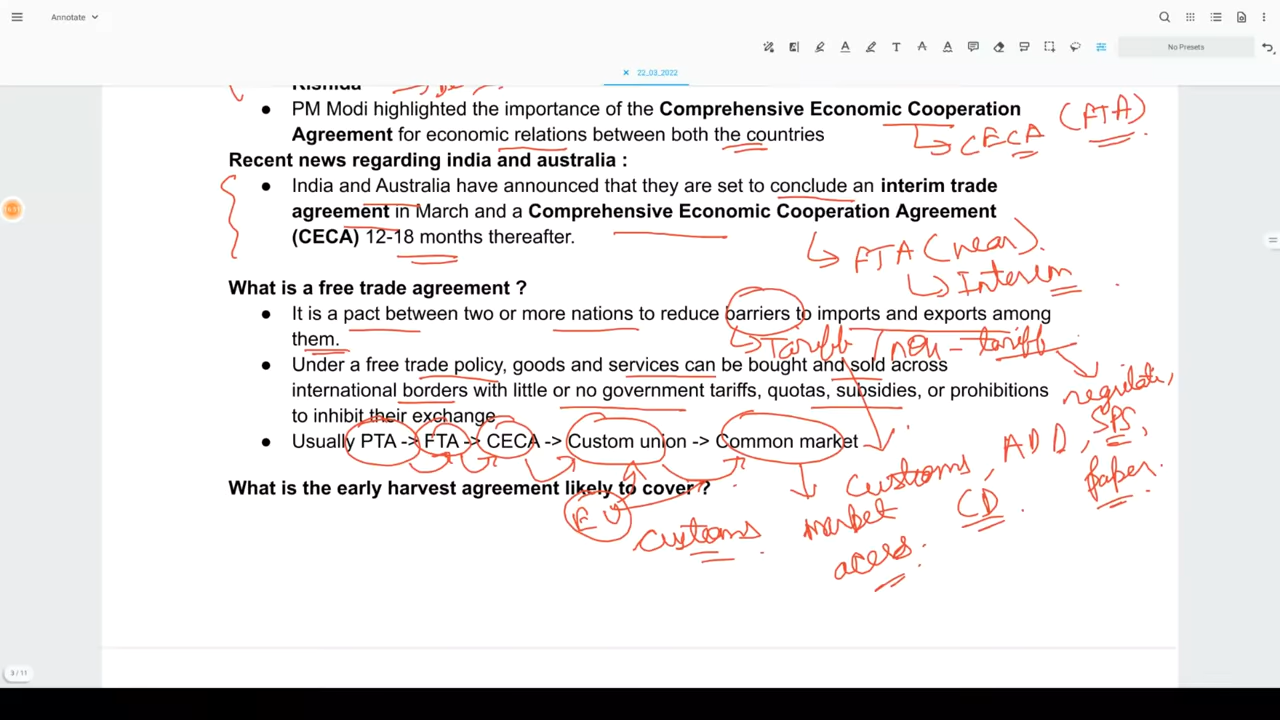 Annotate
No Presets
22_03_2022
Kishida
PM Modi highlighted the importance of the Comprehensive Economic Cooperation
Agreement for economic relations between both the countries
CECA (FTA)
Recent news regarding india and australia :
India and Australia have announced that they are set to conclude an interim trade
agreement in March and a Comprehensive Economic Cooperation Agreement
(CECA) 12-18 months thereafter.
FTA (near)
Interim
What is a free trade agreement ?
It is a pact between two or more nations to reduce barriers to imports and exports among
them.
Tariff / non-tariff
Under a free trade policy, goods and services can be bought and sold across
international borders with little or no government tariffs, quotas, subsidies, or prohibitions
to inhibit their exchange
regulate,
SPS,
paper.
Usually PTA -> FTA -> CECA -> Custom union -> Common market
customs, ADD,
CD
What is the early harvest agreement likely to cover ?
EU
customs
market
acess.
3 / 11